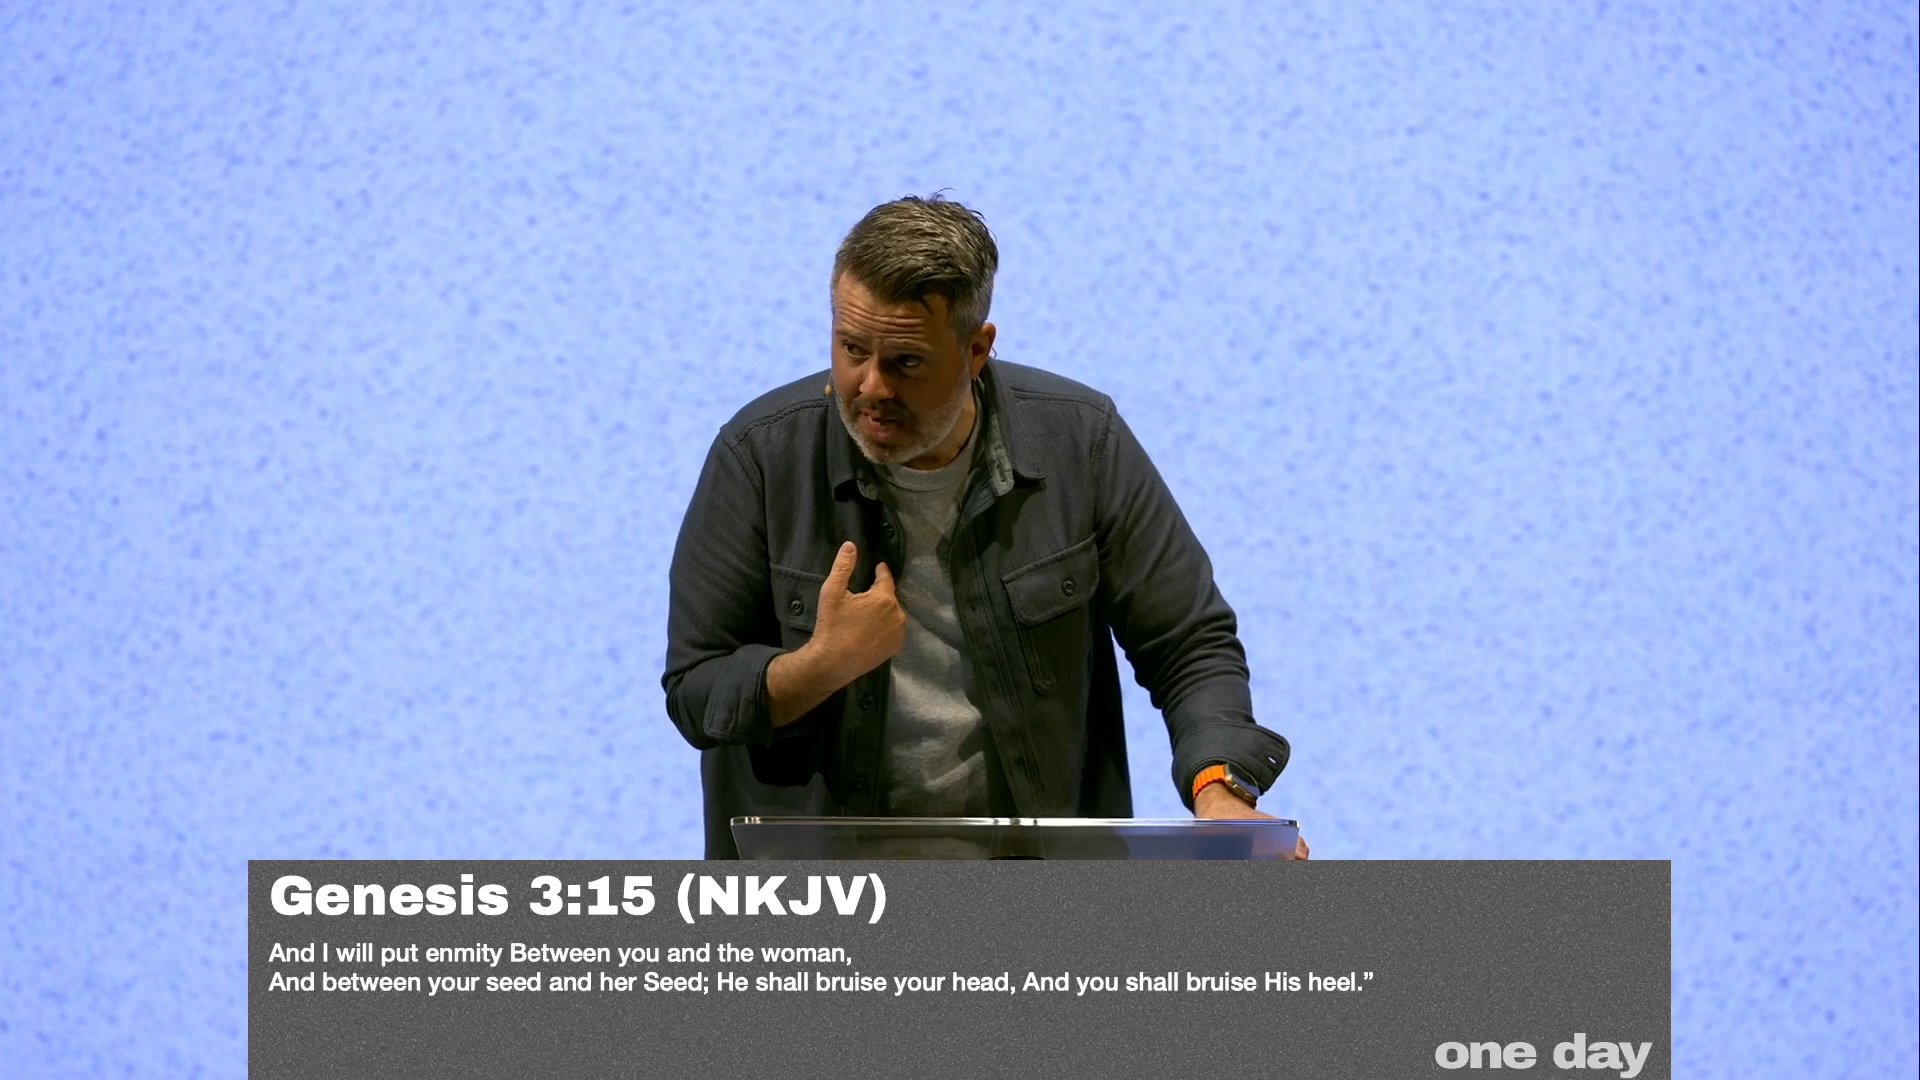 Genesis 3:15 (NKJV)
And I will put enmity Between you and the woman,
And between your seed and her Seed; He shall bruise your head, And you shall bruise His heel.”
one day